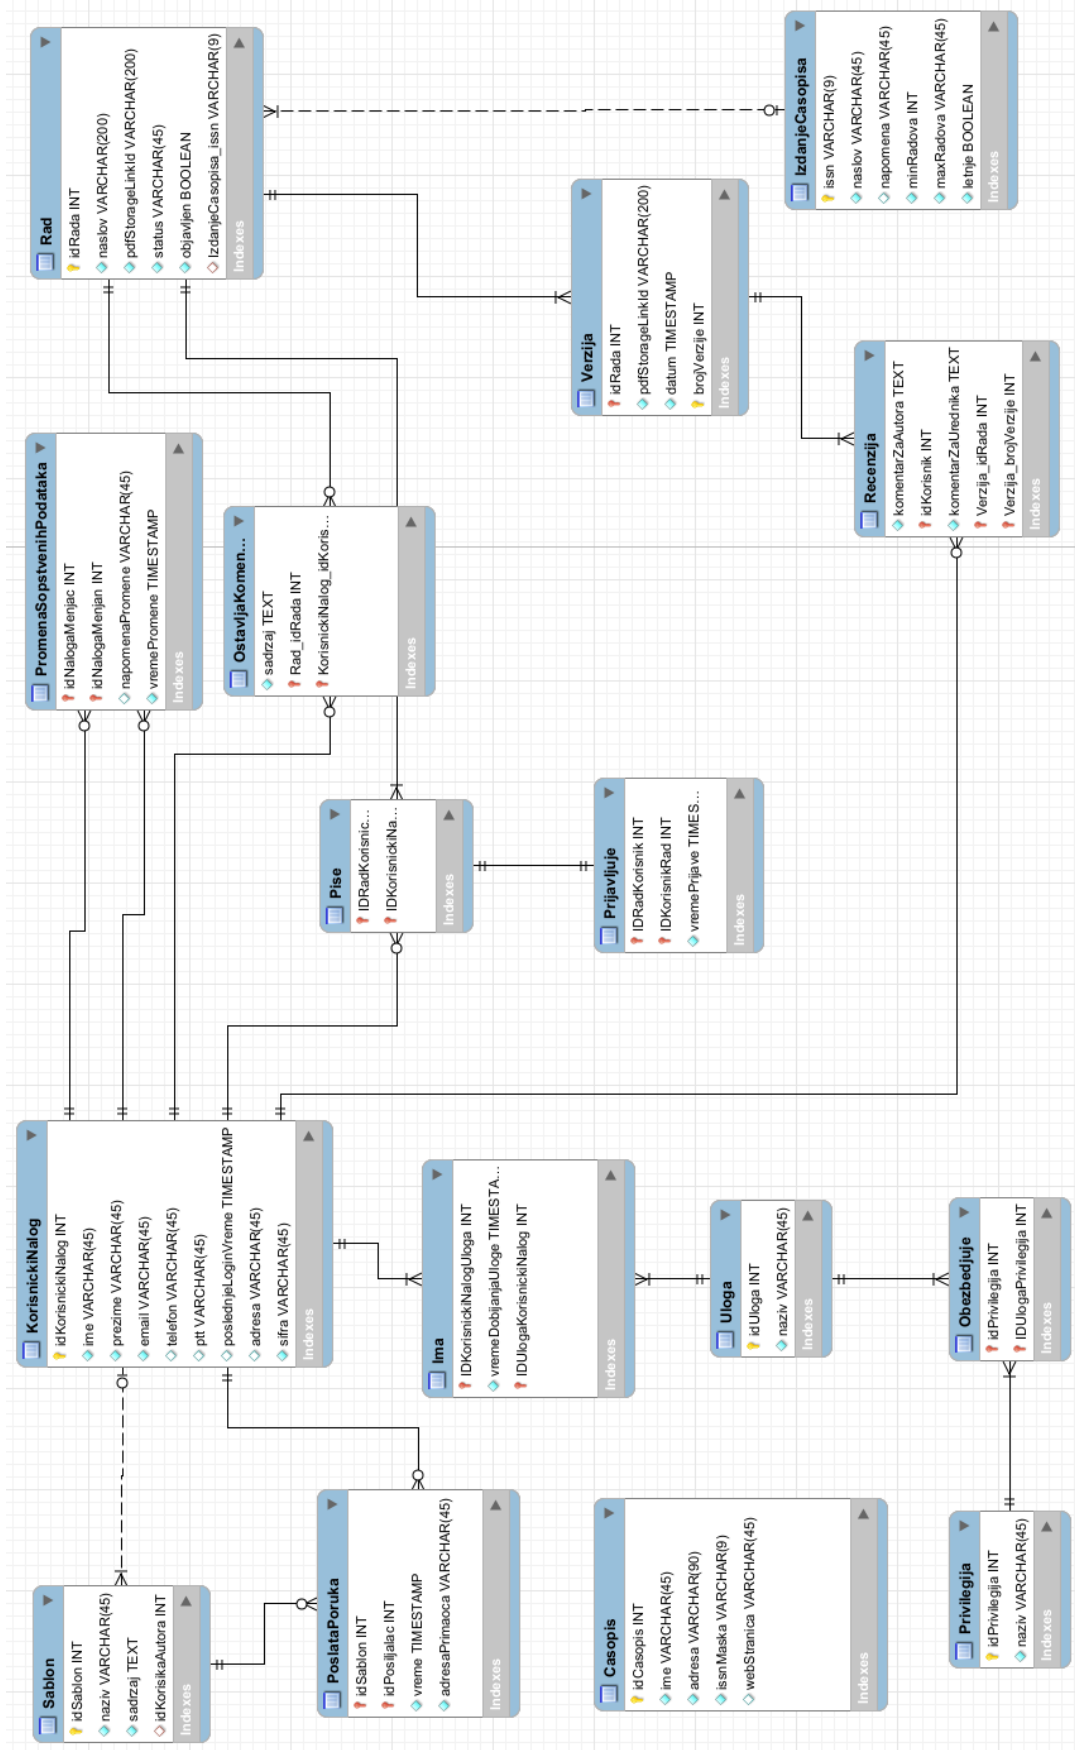 Sablon
idSablon INT
naziv VARCHAR(45)
sadrzaj TEXT
idKorisikaAutora INT
Indexes
KorisnickiNalog
idKorisnickiNalog INT
ime VARCHAR(45)
prezime VARCHAR(45)
email VARCHAR(45)
telefon VARCHAR(45)
ptt VARCHAR(45)
poslednjeLoginVreme TIMESTAMP
adresa VARCHAR(45)
sifra VARCHAR(45)
Indexes
PromenaSopstvenihPodataka
idNalogaMenjac INT
idNalogaMenjan INT
napomenaPromene VARCHAR(45)
vremePromene TIMESTAMP
Indexes
Rad
idRada INT
naslov VARCHAR(200)
pdfStorageLinkId VARCHAR(200)
status VARCHAR(45)
objavljen BOOLEAN
IzdanjeCasopisa_issn VARCHAR(9)
Indexes
OstavljaKomen...
sadrzaj TEXT
Rad_idRada INT
KorisnickiNalog_idKoris...
Indexes
PoslataPoruka
idSablon INT
idPosiljalac INT
vreme TIMESTAMP
adresaPrimaoca VARCHAR(45)
Indexes
Pise
IDRadKorisnic...
IDKorisnickiNa...
Indexes
Ima
IDKorisnickiNalogUloga INT
vremeDobijanjaUloge TIMESTA...
IDUlogaKorisnickiNalog INT
Indexes
Verzija
idRada INT
pdfStorageLinkId VARCHAR(200)
datum TIMESTAMP
brojVerzije INT
Indexes
Casopis
idCasopis INT
ime VARCHAR(45)
adresa VARCHAR(90)
issnMaska VARCHAR(9)
webStranica VARCHAR(45)
Indexes
Prijavljuje
IDRadKorisnik INT
IDKorisnikRad INT
vremePrijave TIMES...
Indexes
Uloga
idUloga INT
naziv VARCHAR(45)
Indexes
IzdanjeCasopisa
issn VARCHAR(9)
naslov VARCHAR(45)
napomena VARCHAR(45)
minRadova INT
maxRadova VARCHAR(45)
letnje BOOLEAN
Indexes
Recenzija
komentarZaAutora TEXT
idKorisnik INT
komentarZaUrednika TEXT
Verzija_idRada INT
Verzija_brojVerzije INT
Indexes
Privilegija
idPrivilegija INT
naziv VARCHAR(45)
Indexes
Obezbedjuje
idPrivilegija INT
IDUlogaPrivilegija INT
Indexes